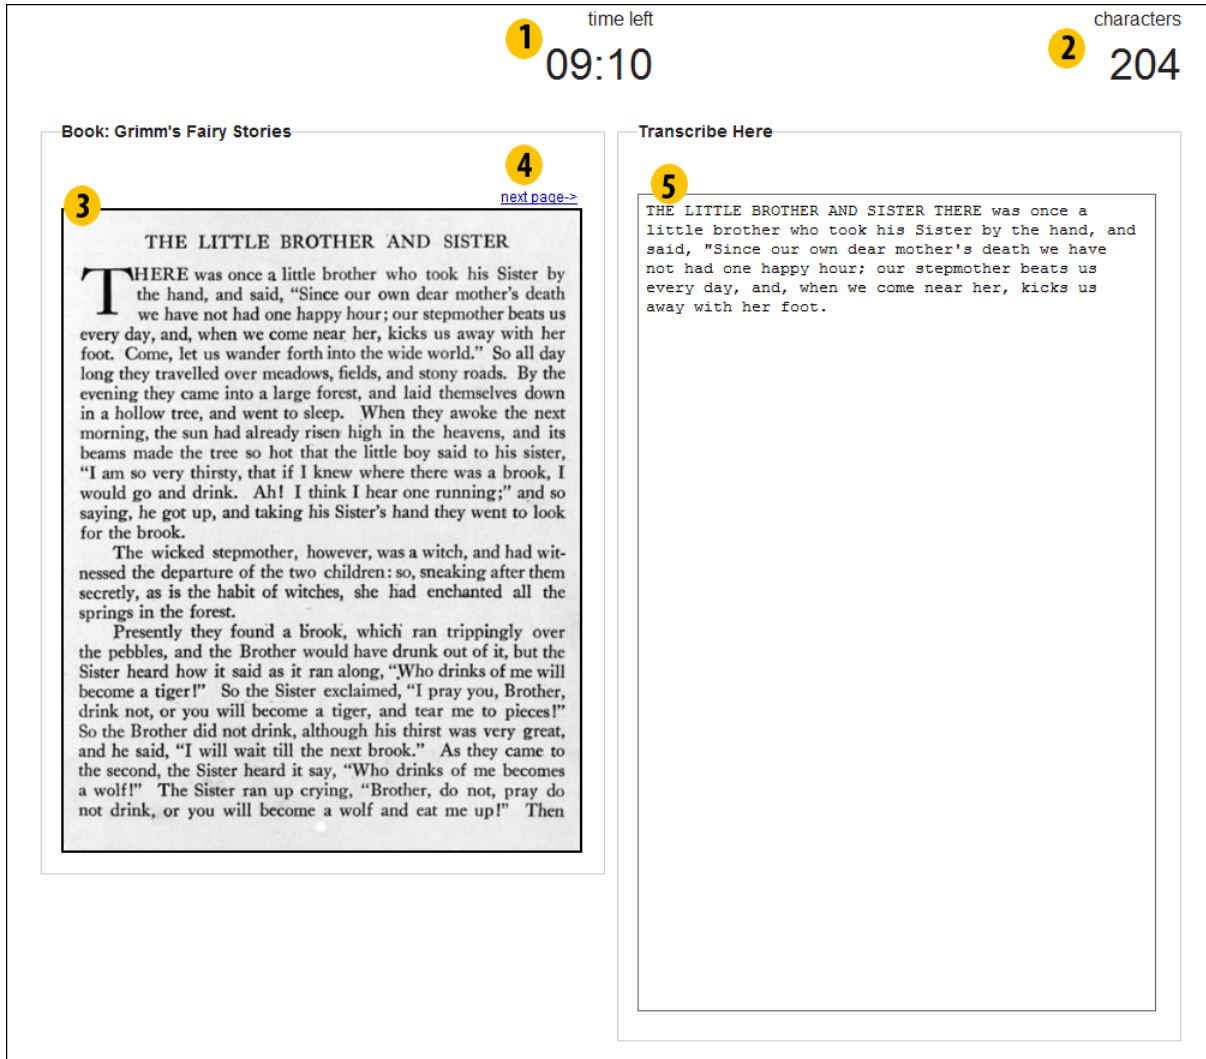 time left
1
09:10
characters
2
204
Book: Grimm's Fairy Stories
4
next page->
3
THE LITTLE BROTHER AND SISTER
THERE was once a little brother who took his Sister by
the hand, and said, “Since our own dear mother's death
we have not had one happy hour; our stepmother beats us
every day, and, when we come near her, kicks us away with her
foot. Come, let us wander forth into the wide world.” So all day
long they travelled over meadows, fields, and stony roads. By the
evening they came into a large forest, and laid themselves down
in a hollow tree, and went to sleep. When they awoke the next
morning, the sun had already risen high in the heavens, and its
beams made the tree so hot that the little boy said to his sister,
“I am so very thirsty, that if I knew where there was a brook, I
would go and drink. Ah! I think I hear one running;” and so
saying, he got up, and taking his Sister's hand they went to look
for the brook.
The wicked stepmother, however, was a witch, and had wit-
nessed the departure of the two children: so, sneaking after them
secretly, as is the habit of witches, she had enchanted all the
springs in the forest.
Presently they found a brook, which ran trippingly over
the pebbles, and the Brother would have drunk out of it, but the
Sister heard how it said as it ran along, “Who drinks of me will
become a tiger!” So the Sister exclaimed, “I pray you, Brother,
drink not, or you will become a tiger, and tear me to pieces!”
So the Brother did not drink, although his thirst was very great,
and he said, “I will wait till the next brook.” As they came to
the second, the Sister heard it say, “Who drinks of me becomes
a wolf!” The Sister ran up crying, “Brother, do not, pray do
not drink, or you will become a wolf and eat me up!” Then
Transcribe Here
5
THE LITTLE BROTHER AND SISTER THERE was once a
little brother who took his Sister by the hand, and
said, "Since our own dear mother's death we have
not had one happy hour; our stepmother beats us
every day, and, when we come near her, kicks us
away with her foot.